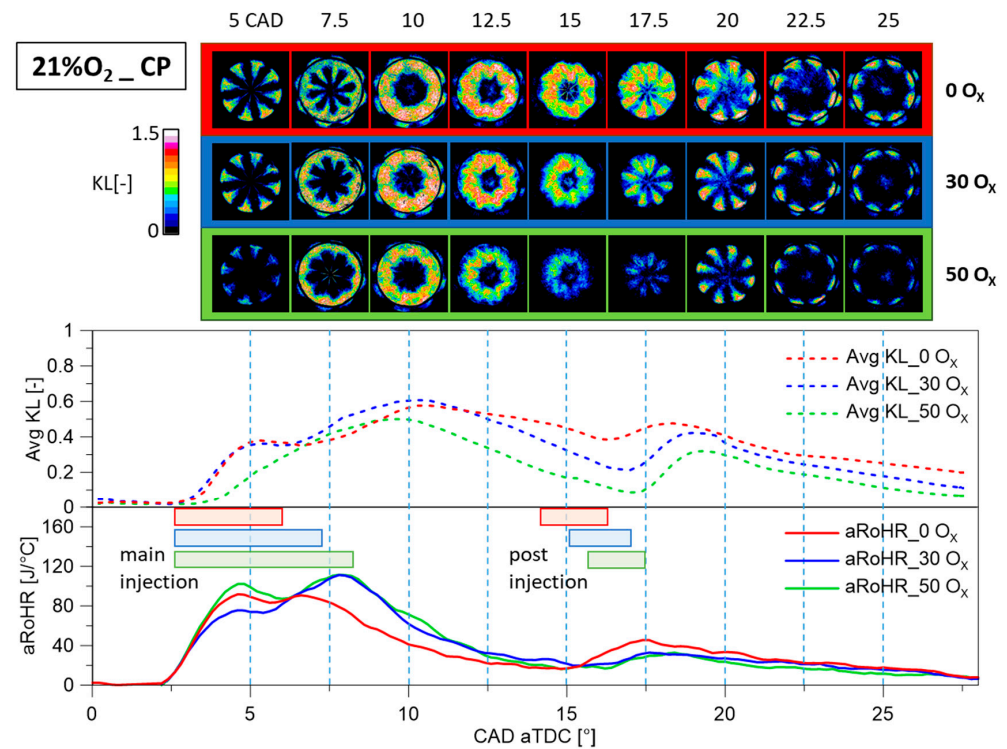 5 CAD 7.5 10 12.5 15 17.5 20 22.5 25
21%O₂ _ CP
0 Oₓ
1.5
KL[-]
0
30 Oₓ
50 Oₓ
1
0.8
0.6
0.4
0.2
0
Avg KL [-]
Avg KL_0 Oₓ
Avg KL_30 Oₓ
Avg KL_50 Oₓ
160
120
80
40
0
aRoHR [J/°C]
main
injection
post
injection
aRoHR_0 Oₓ
aRoHR_30 Oₓ
aRoHR_50 Oₓ
0 5 10 15 20 25
CAD aTDC [°]